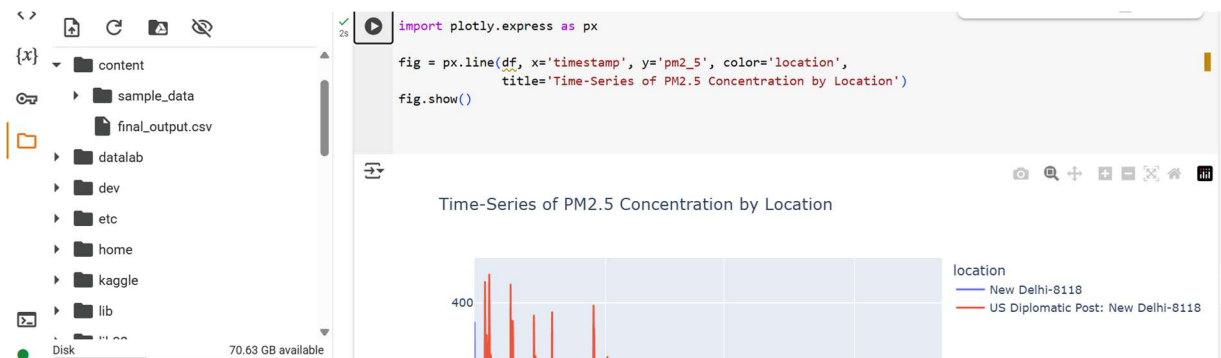 {x}
content
sample_data
final_output.csv
datalab
dev
etc
home
kaggle
lib
Disk
70.63 GB available
2s
import plotly.express as px
fig = px.line(df, x='timestamp', y='pm2_5', color='location',
title='Time-Series of PM2.5 Concentration by Location')
fig.show()
Time-Series of PM2.5 Concentration by Location
400
location
New Delhi-8118
US Diplomatic Post: New Delhi-8118